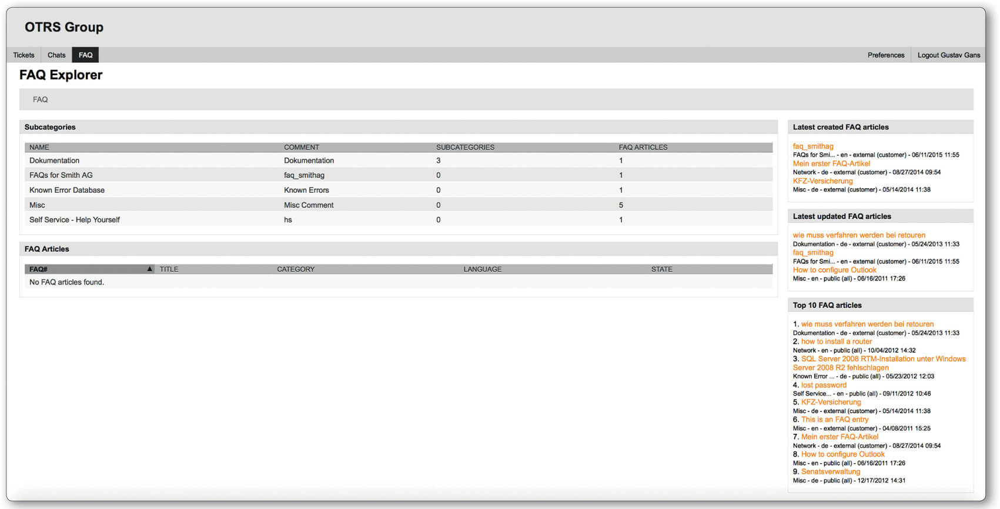 OTRS Group
Tickets Chats FAQ Preferences Logout Gustav Gans
FAQ Explorer
FAQ
Subcategories
NAME COMMENT SUBCATEGORIES FAQ ARTICLES
Dokumentation Dokumentation 3 1
FAQs for Smith AG faq_smithag 0 1
Known Error Database Known Errors 0 1
Misc Misc Comment 0 5
Self Service - Help Yourself hs 0 1
FAQ Articles
FAQ# ▲ TITLE CATEGORY LANGUAGE STATE
No FAQ articles found.
Latest created FAQ articles
faq_smithag
FAQs for Smi... - en - external (customer) - 06/11/2015 11:55
Mein erster FAQ-Artikel
Network - de - external (customer) - 08/27/2014 09:54
KFZ-Versicherung
Misc - de - external (customer) - 05/14/2014 11:38
Latest updated FAQ articles
wie muss verfahren werden bei retouren
Dokumentation - de - external (customer) - 05/24/2013 11:33
faq_smithag
FAQs for Smi... - en - external (customer) - 06/11/2015 11:55
How to configure Outlook
Misc - en - public (all) - 06/16/2011 17:26
Top 10 FAQ articles
1. wie muss verfahren werden bei retouren
Dokumentation - de - external (customer) - 05/24/2013 11:33
2. how to install a router
Network - en - public (all) - 10/04/2012 14:32
3. SQL Server 2008 RTM-Installation unter Windows
Server 2008 R2 fehlschlagen
Known Error ... - de - public (all) - 05/23/2012 12:03
4. lost password
Self Service... - en - public (all) - 09/11/2012 10:46
5. KFZ-Versicherung
Misc - de - external (customer) - 05/14/2014 11:38
6. This is an FAQ entry
Misc - en - external (customer) - 04/08/2011 15:25
7. Mein erster FAQ-Artikel
Network - de - external (customer) - 08/27/2014 09:54
8. How to configure Outlook
Misc - en - public (all) - 06/16/2011 17:26
9. Senatsverwaltung
Misc - de - public (all) - 12/17/2012 14:31